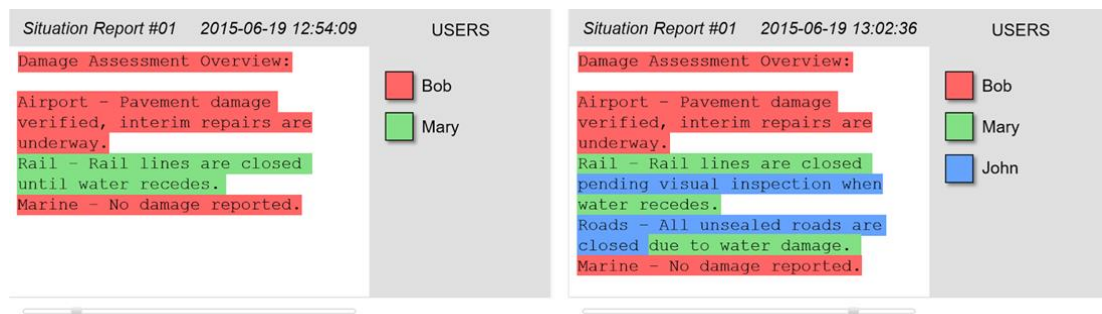 Situation Report #01 2015-06-19 12:54:09
USERS
Damage Assessment Overview:
Airport - Pavement damage
verified, interim repairs are
underway.
Rail - Rail lines are closed
until water recedes.
Marine - No damage reported.
Bob
Mary
Situation Report #01 2015-06-19 13:02:36
USERS
Damage Assessment Overview:
Airport - Pavement damage
verified, interim repairs are
underway.
Rail - Rail lines are closed
pending visual inspection when
water recedes.
Roads - All unsealed roads are
closed due to water damage.
Marine - No damage reported.
Bob
Mary
John